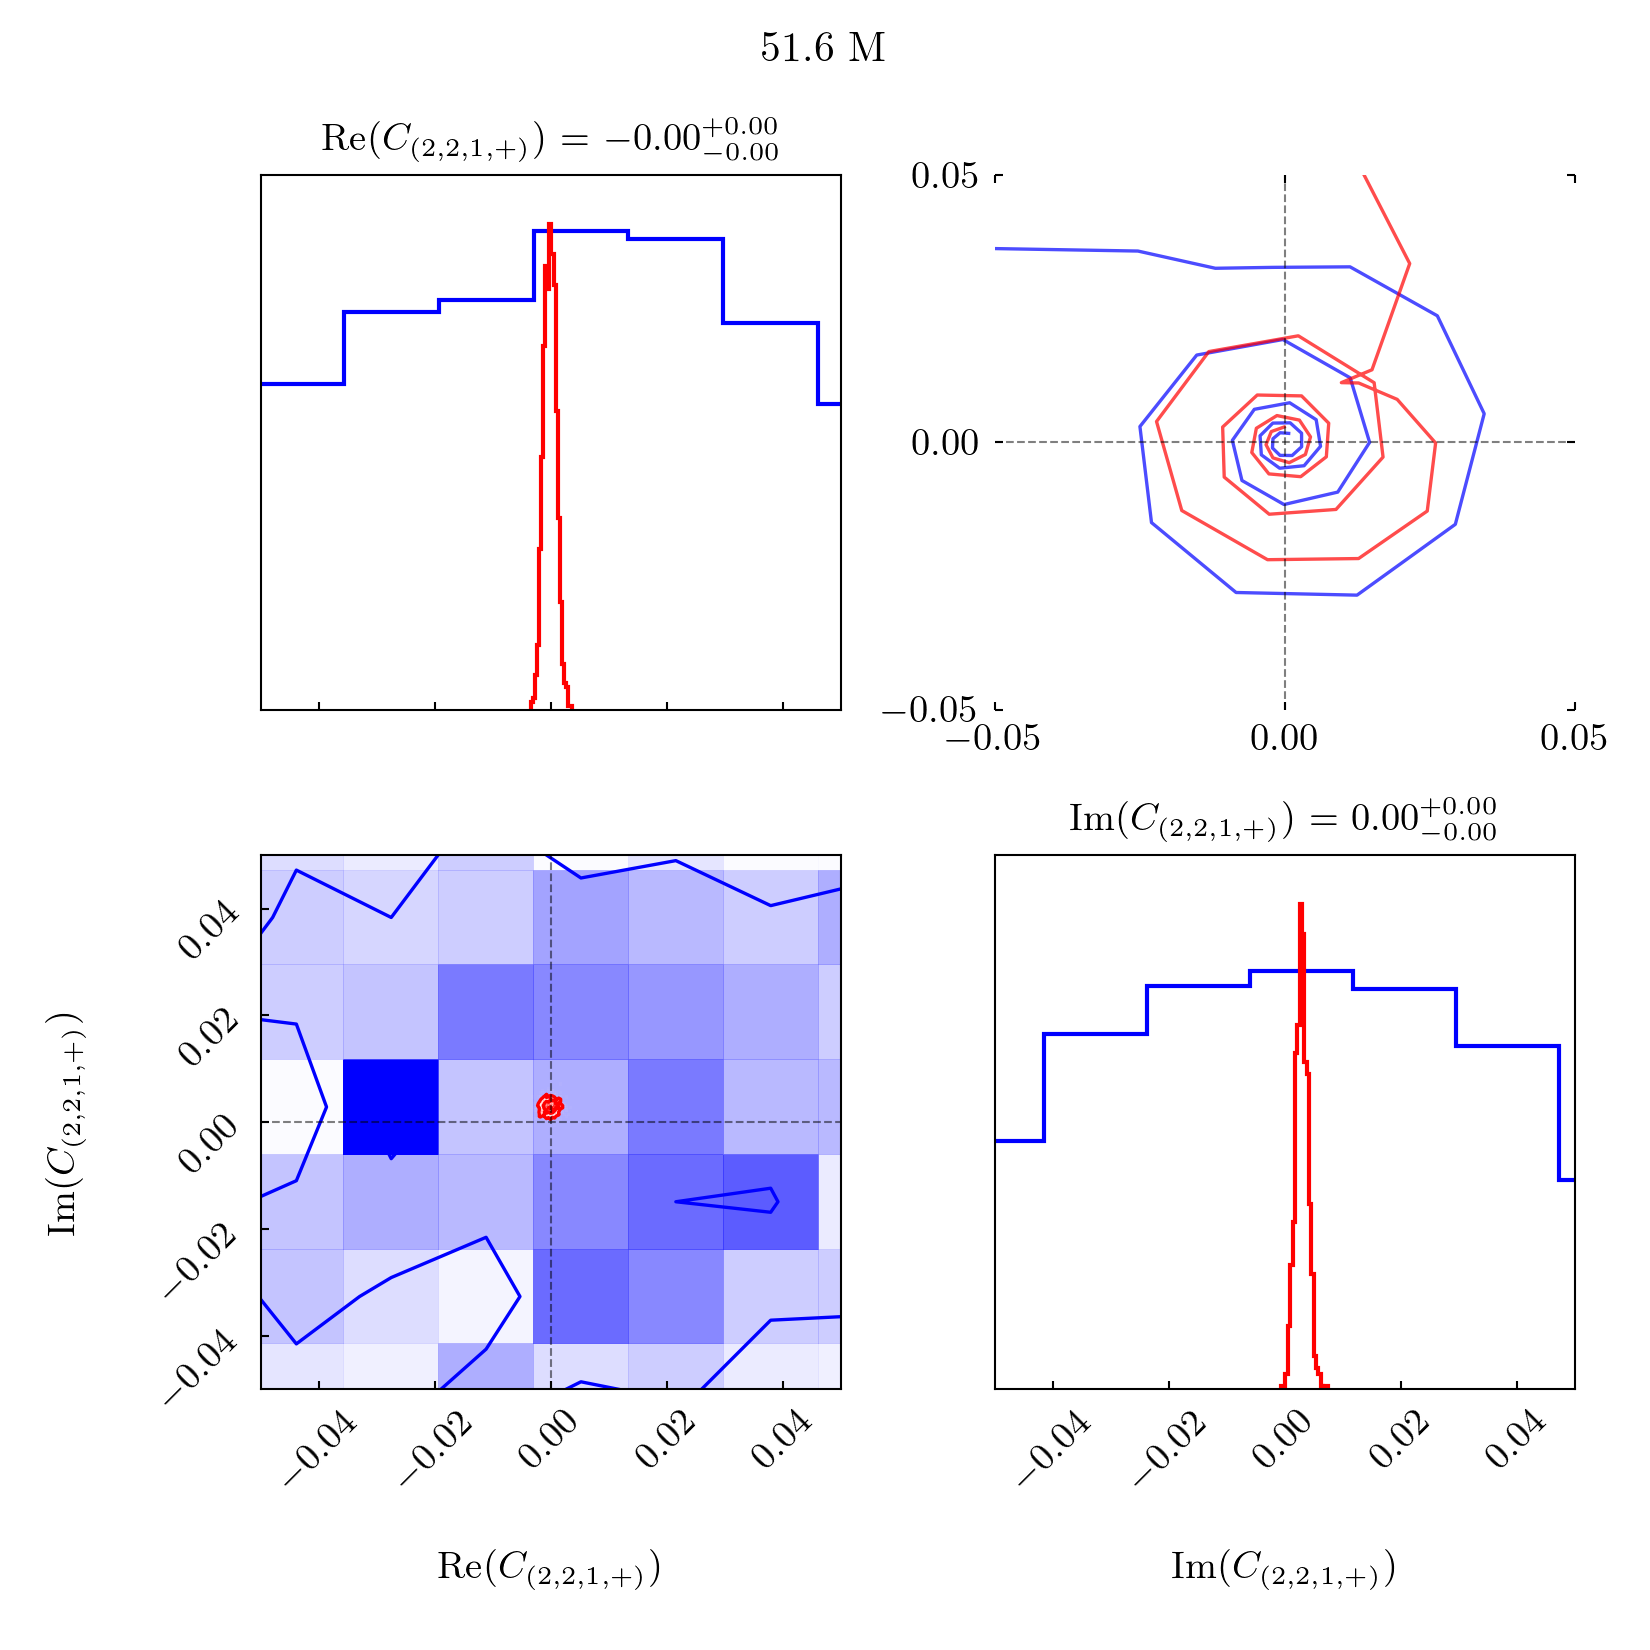 51.6 M
Re(C(2,2,1,+)) = −0.00+0.00−0.00
0.05
0.00
−0.05
−0.05 0.00 0.05
Im(C(2,2,1,+)) = 0.00+0.00−0.00
0.04
0.02
0.00
−0.02
−0.04
Im(C(2,2,1,+))
−0.04 −0.02 0.00 0.02 0.04
−0.04 −0.02 0.00 0.02 0.04
Re(C(2,2,1,+))
Im(C(2,2,1,+))